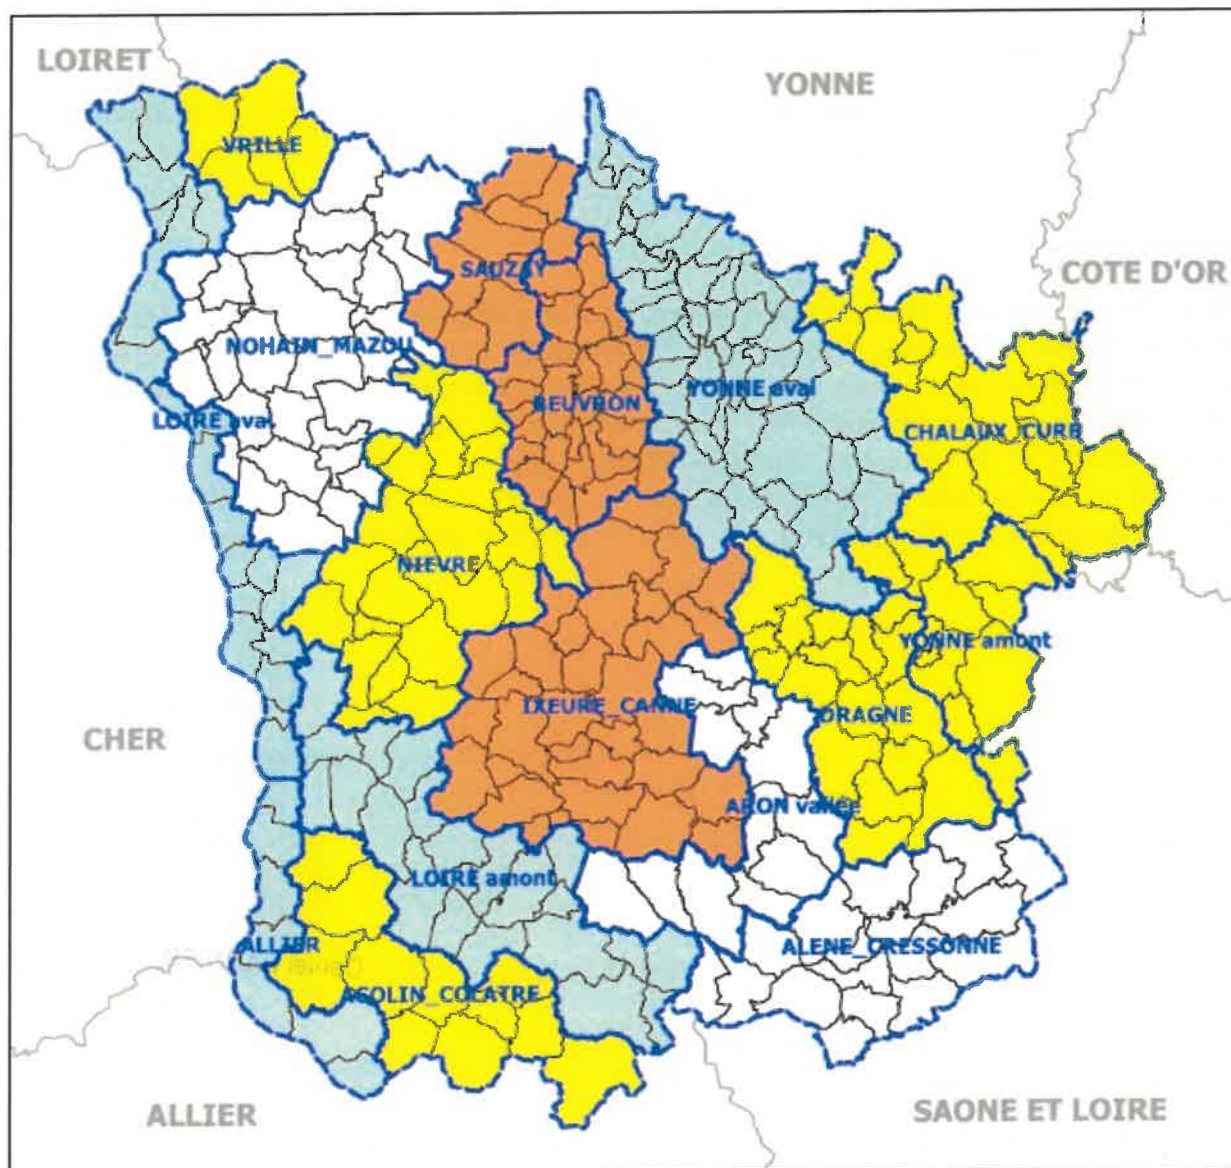 LOIRET
YONNE
VRILLE
SAUZAY
COTE D'OR
NOHAIN_MAZOU
BEUVRON
YONNE aval
LOIRE aval
CHALAUX_CURE
NIEVRE
YONNE amont
IXEURE_CANNE
DRAGNE
CHER
ARON vallée
LOIRE amont
ALLIER
ALENE_CRESSONNE
ACOLIN_COLATRE
ALLIER
SAONE ET LOIRE